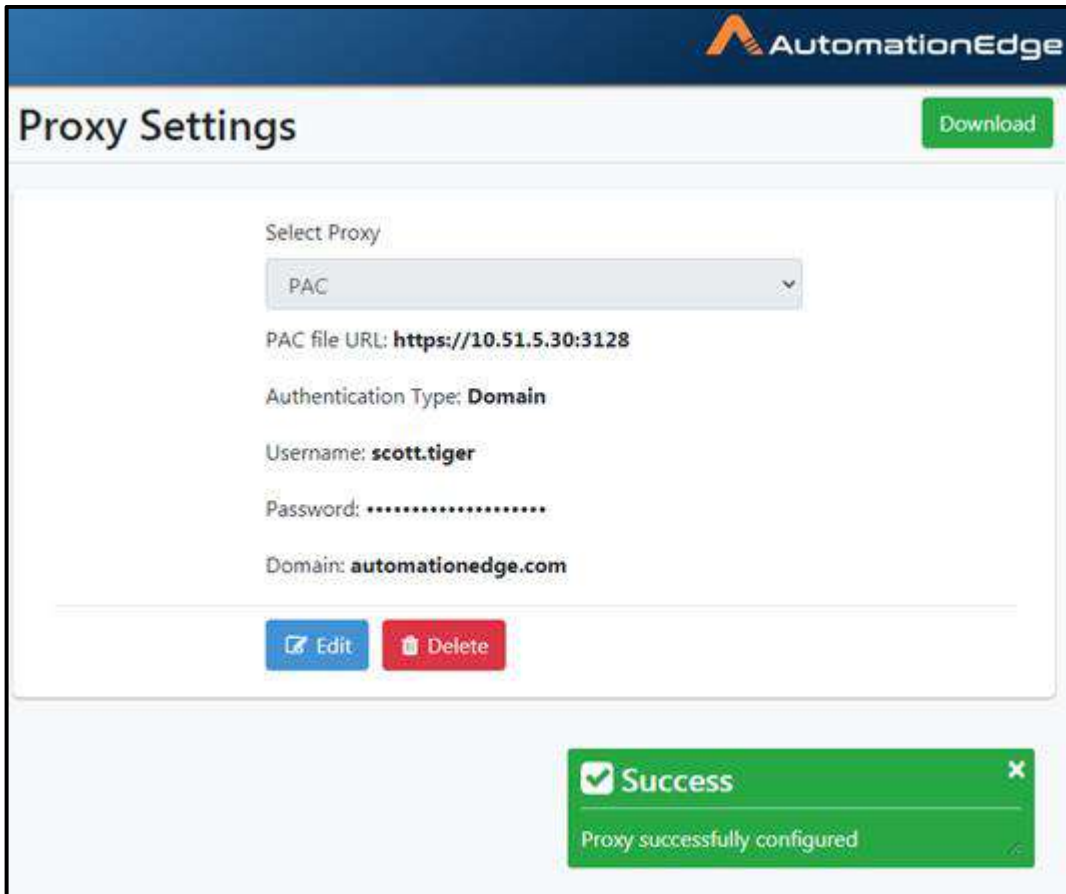 AutomationEdge
Proxy Settings
Download
Select Proxy
PAC
PAC file URL: https://10.51.5.30:3128
Authentication Type: Domain
Username: scott.tiger
Password: ••••••••••••••••••••
Domain: automationedge.com
Edit
Delete
Success
Proxy successfully configured